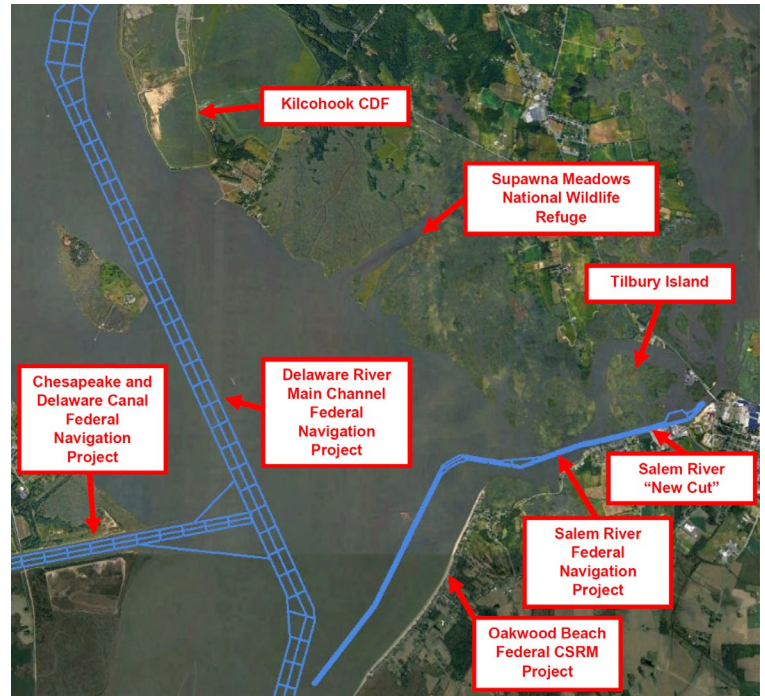 Kilcohook CDF
Supawna Meadows
National Wildlife
Refuge
Tilbury Island
Chesapeake and
Delaware Canal
Federal
Navigation
Project
Delaware River
Main Channel
Federal
Navigation
Project
Salem River
“New Cut”
Salem River
Federal
Navigation
Project
Oakwood Beach
Federal CSRM
Project